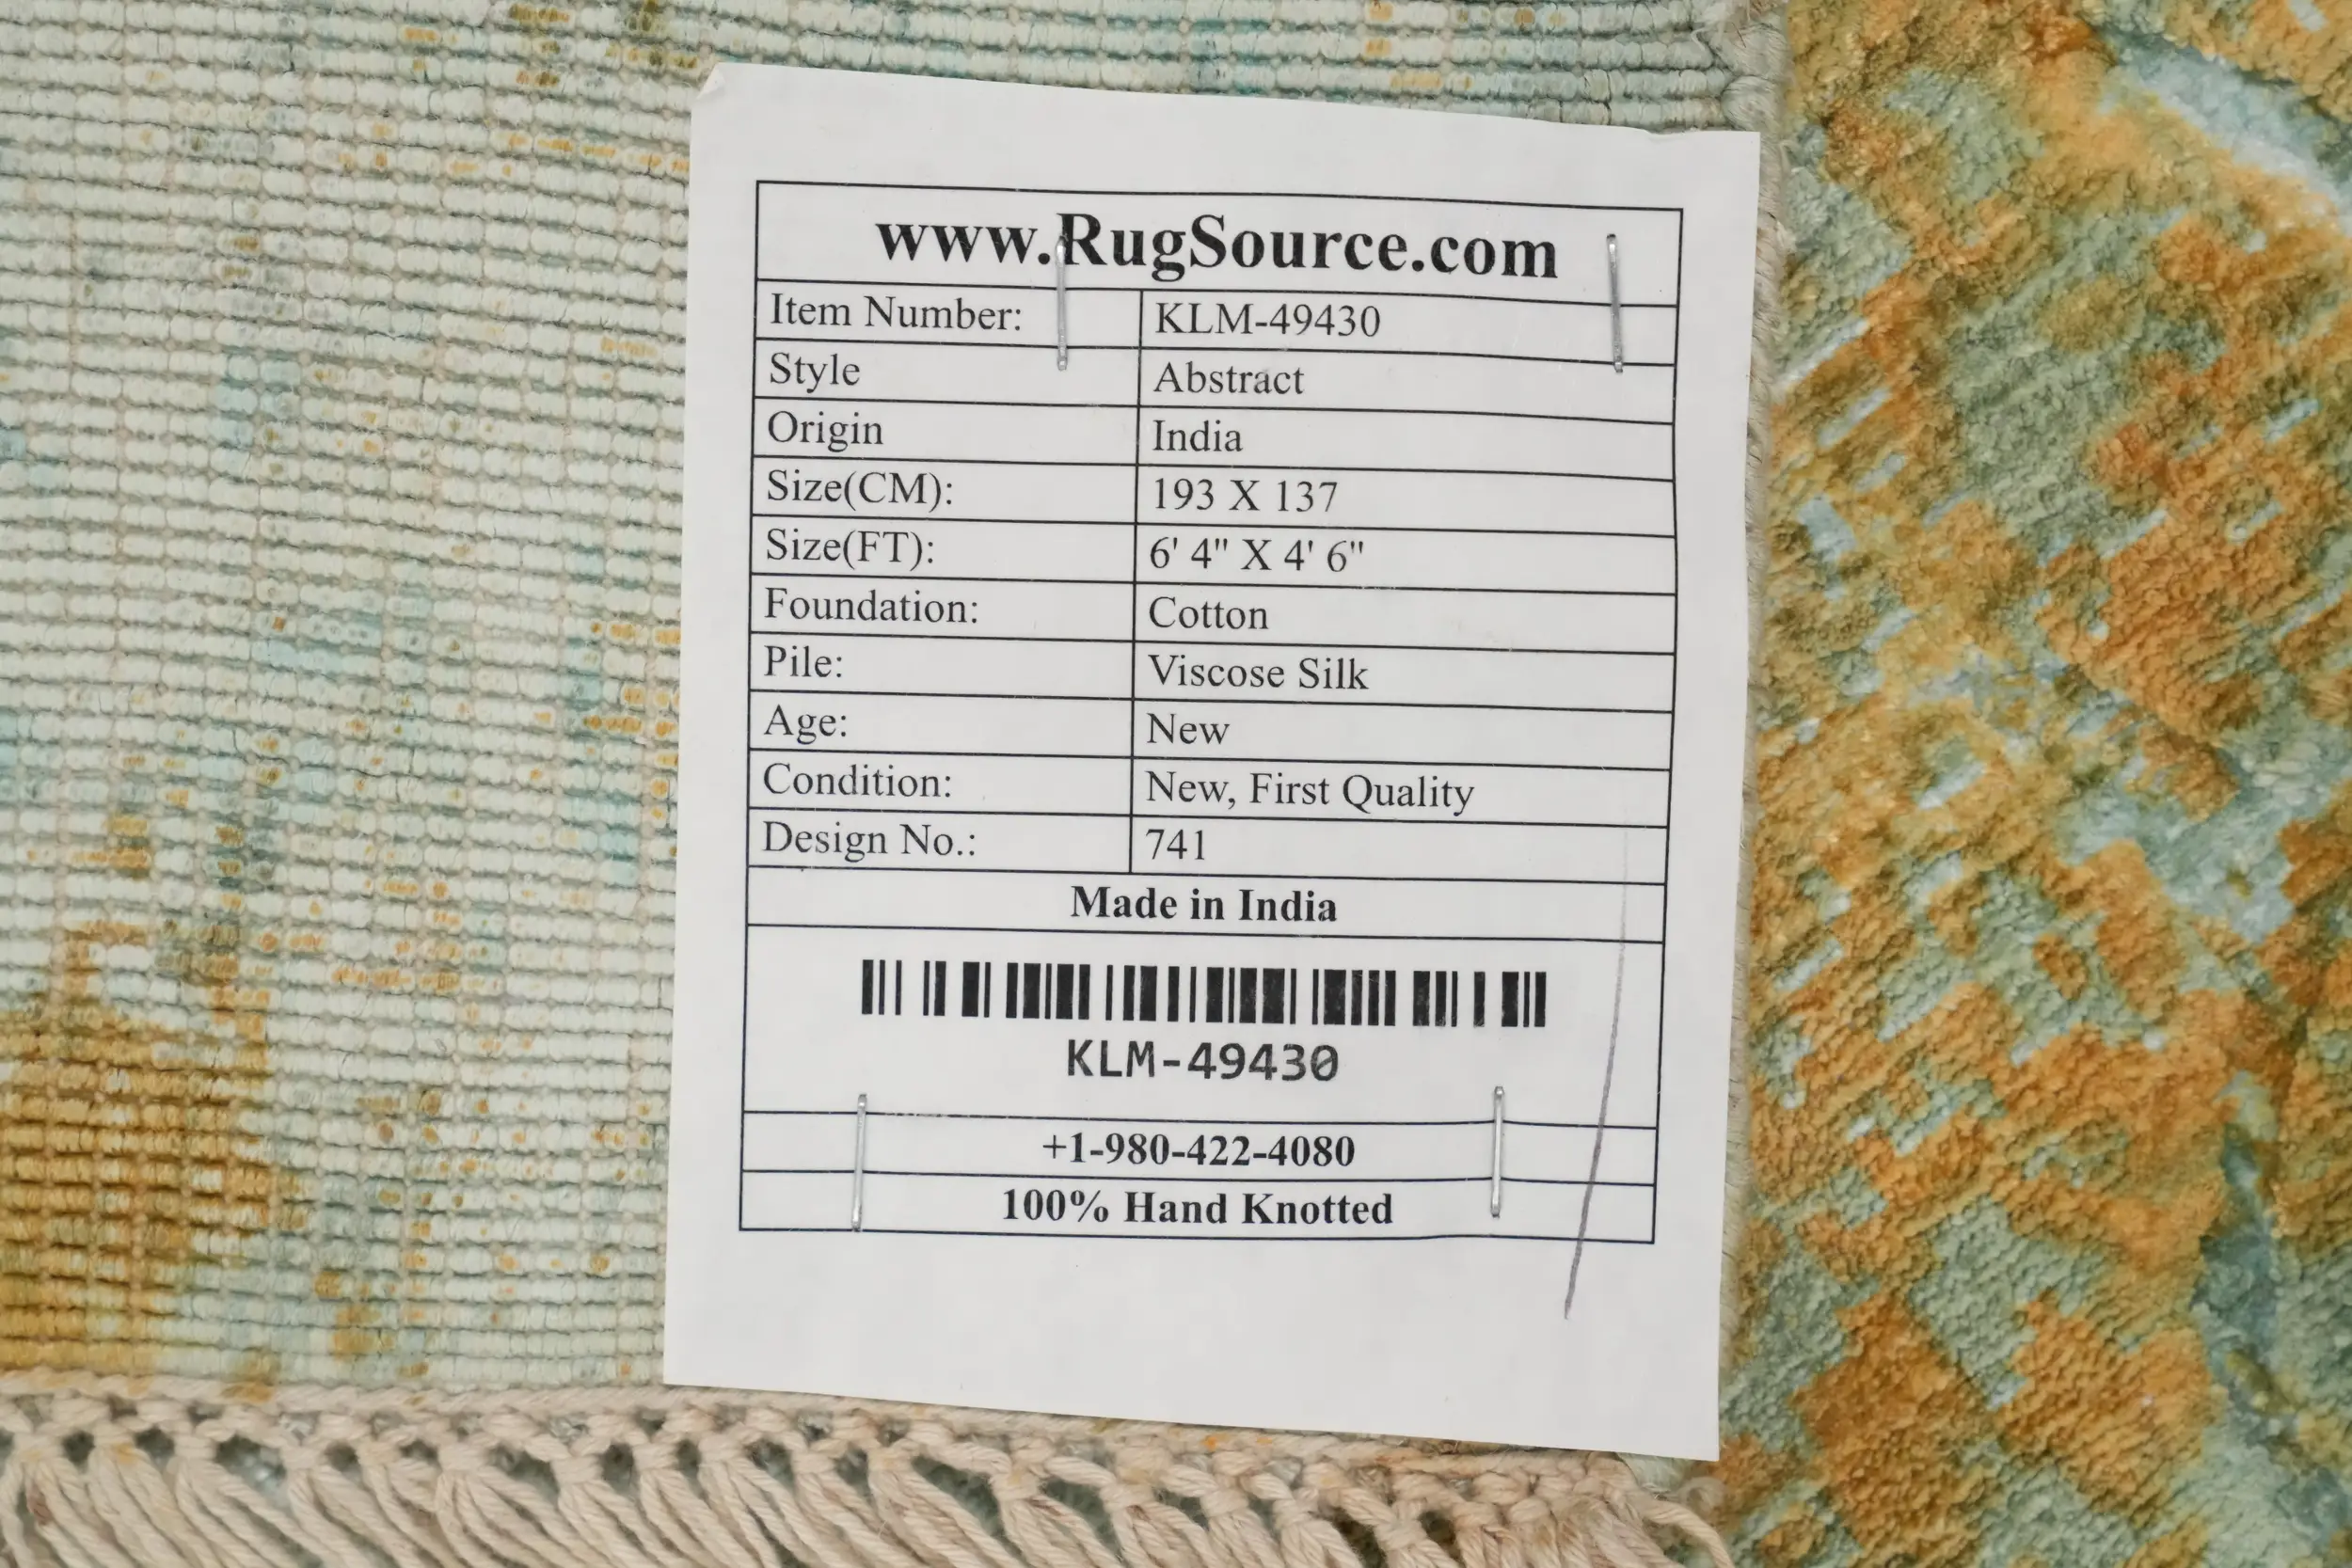 www.RugSource.com
Item Number: KLM-49430
Style Abstract
Origin India
Size(CM): 193 X 137
Size(FT): 6' 4" X 4' 6"
Foundation: Cotton
Pile: Viscose Silk
Age: New
Condition: New, First Quality
Design No.: 741
Made in India
KLM-49430
+1-980-422-4080
100% Hand Knotted